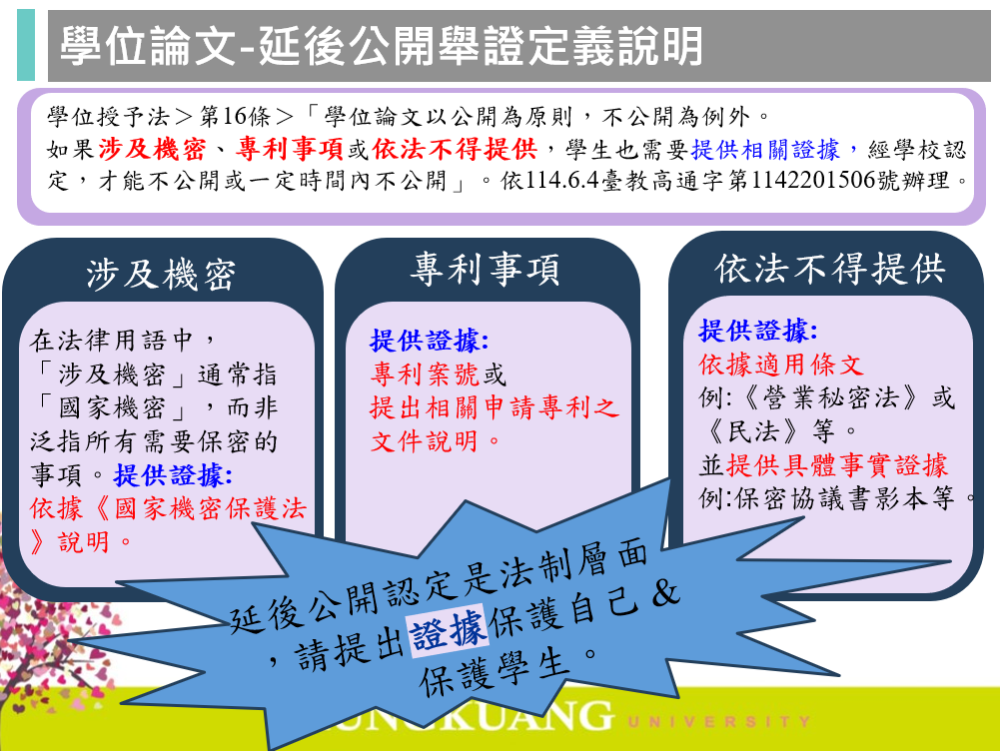 學位論文-延後公開舉證定義說明
學位授予法＞第16條＞「學位論文以公開為原則，不公開為例外。
如果涉及機密、專利事項或依法不得提供，學生也需要提供相關證據，經學校認
定，才能不公開或一定時間內不公開」。依114.6.4臺教高通字第1142201506號辦理。
涉及機密
在法律用語中，
「涉及機密」通常指
「國家機密」，而非
泛指所有需要保密的
事項。提供證據:
依據《國家機密保護法
》說明。
專利事項
提供證據:
專利案號或
提出相關申請專利之
文件說明。
依法不得提供
提供證據:
依據適用條文
例:《營業秘密法》或
《民法》等。
並提供具體事實證據
例:保密協議書影本等。
延後公開認定是法制層面
，請提出證據保護自己 &
保護學生。
UNGKUANG UNIVERSITY